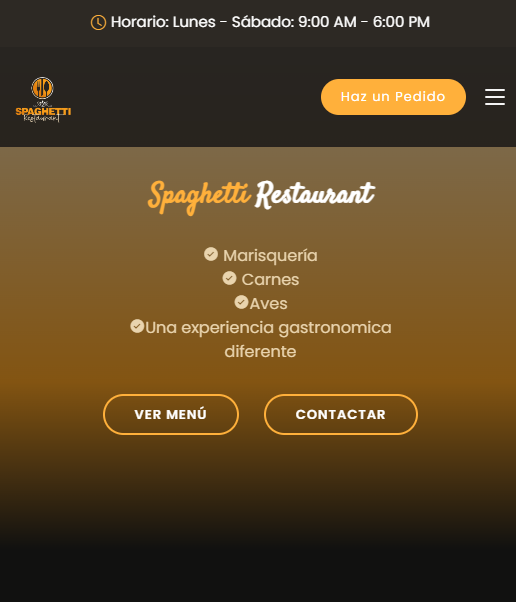 Horario: Lunes - Sábado: 9:00 AM - 6:00 PM
SPAGHETTI
Restaurant
Haz un Pedido
Spaghetti Restaurant
Marisquería
Carnes
Aves
Una experiencia gastronomica
diferente
VER MENÚ
CONTACTAR